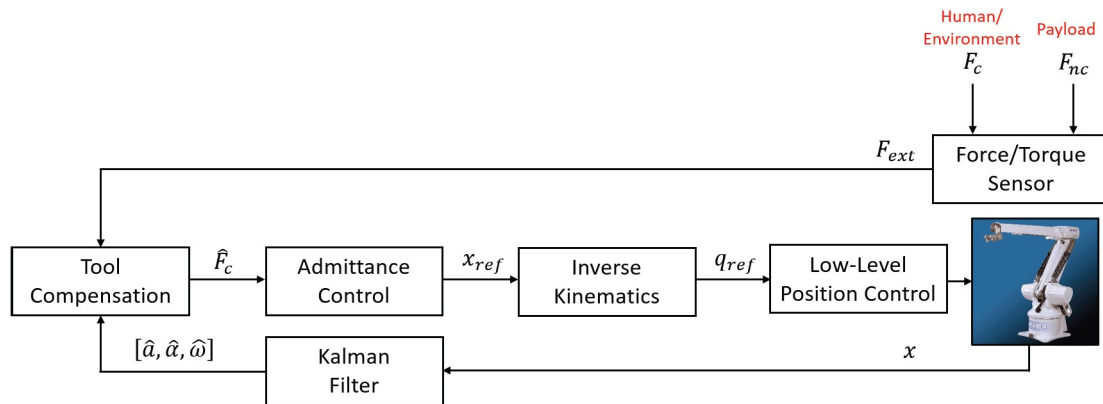 Human/
Environment
Payload
F_c
F_nc
F_ext
Force/Torque
Sensor
Tool
Compensation
F̂_c
Admittance
Control
x_ref
Inverse
Kinematics
q_ref
Low-Level
Position Control
[â, α̂, ω̂]
Kalman
Filter
x